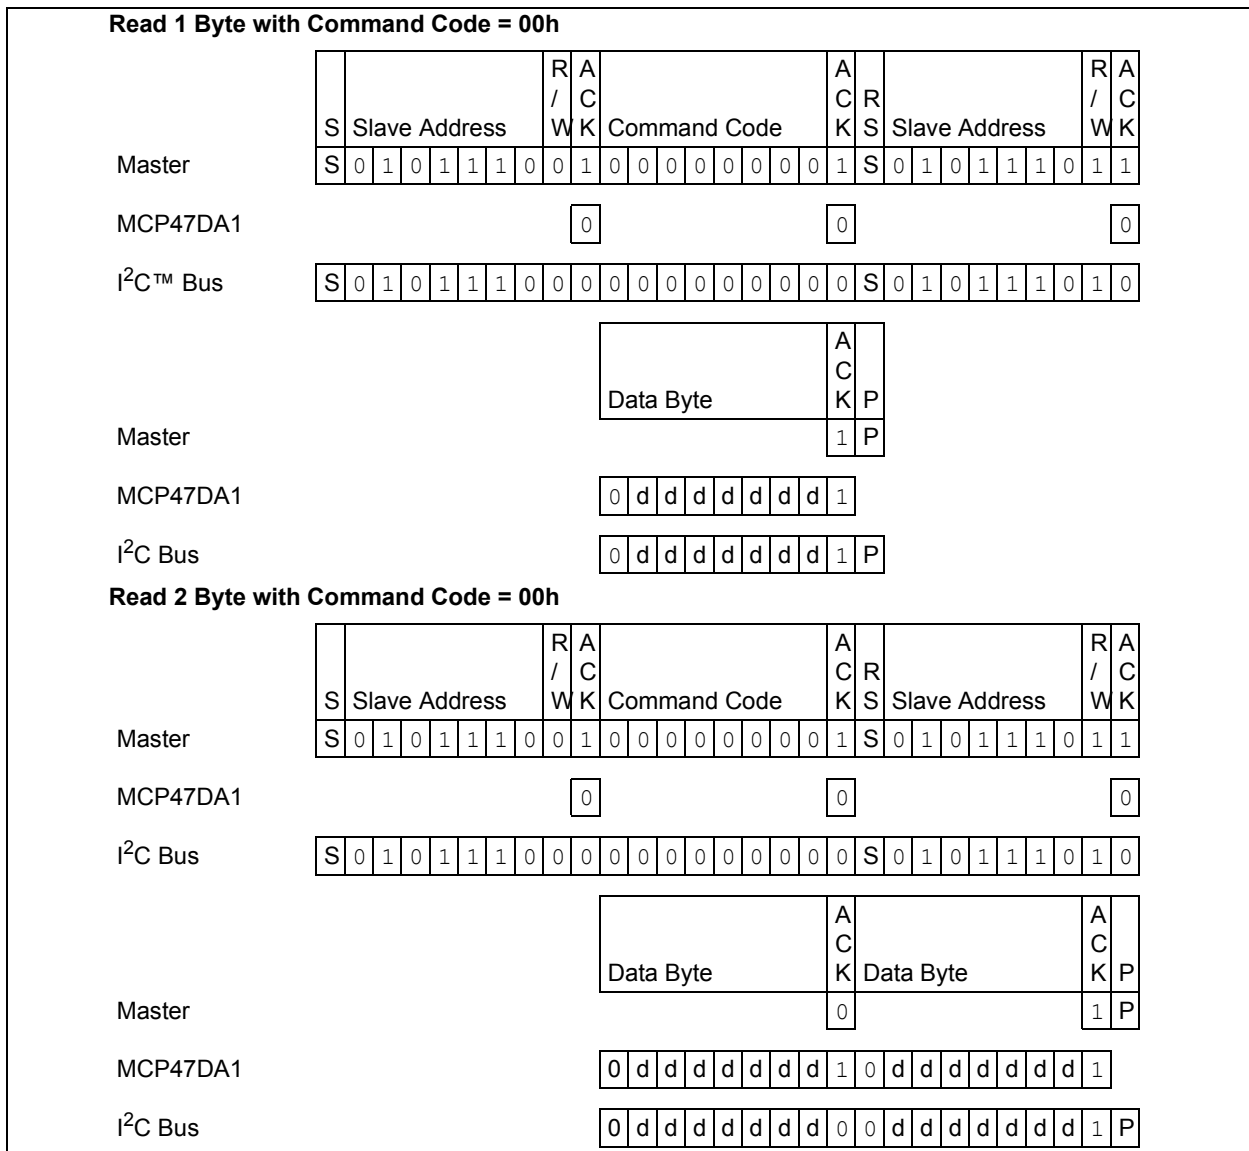 Read 1 Byte with Command Code = 00h
S Slave Address R/W ACK Command Code ACK RS Slave Address R/W ACK
Master S 0 1 0 1 1 1 0 0 1 0 0 0 0 0 0 0 0 1 S 0 1 0 1 1 1 0 1 1
MCP47DA1 0 0 0
I2C™ Bus S 0 1 0 1 1 1 0 0 0 0 0 0 0 0 0 0 0 0 S 0 1 0 1 1 1 0 1 0
Data Byte ACK P
Master 1 P
MCP47DA1 0 d d d d d d d 1
I2C Bus 0 d d d d d d d 1 P
Read 2 Byte with Command Code = 00h
S Slave Address R/W ACK Command Code ACK RS Slave Address R/W ACK
Master S 0 1 0 1 1 1 0 0 1 0 0 0 0 0 0 0 0 1 S 0 1 0 1 1 1 0 1 1
MCP47DA1 0 0 0
I2C Bus S 0 1 0 1 1 1 0 0 0 0 0 0 0 0 0 0 0 0 S 0 1 0 1 1 1 0 1 0
Data Byte ACK Data Byte ACK P
Master 0 1 P
MCP47DA1 0 d d d d d d d 1 0 d d d d d d d 1
I2C Bus 0 d d d d d d d 0 0 d d d d d d d 1 P